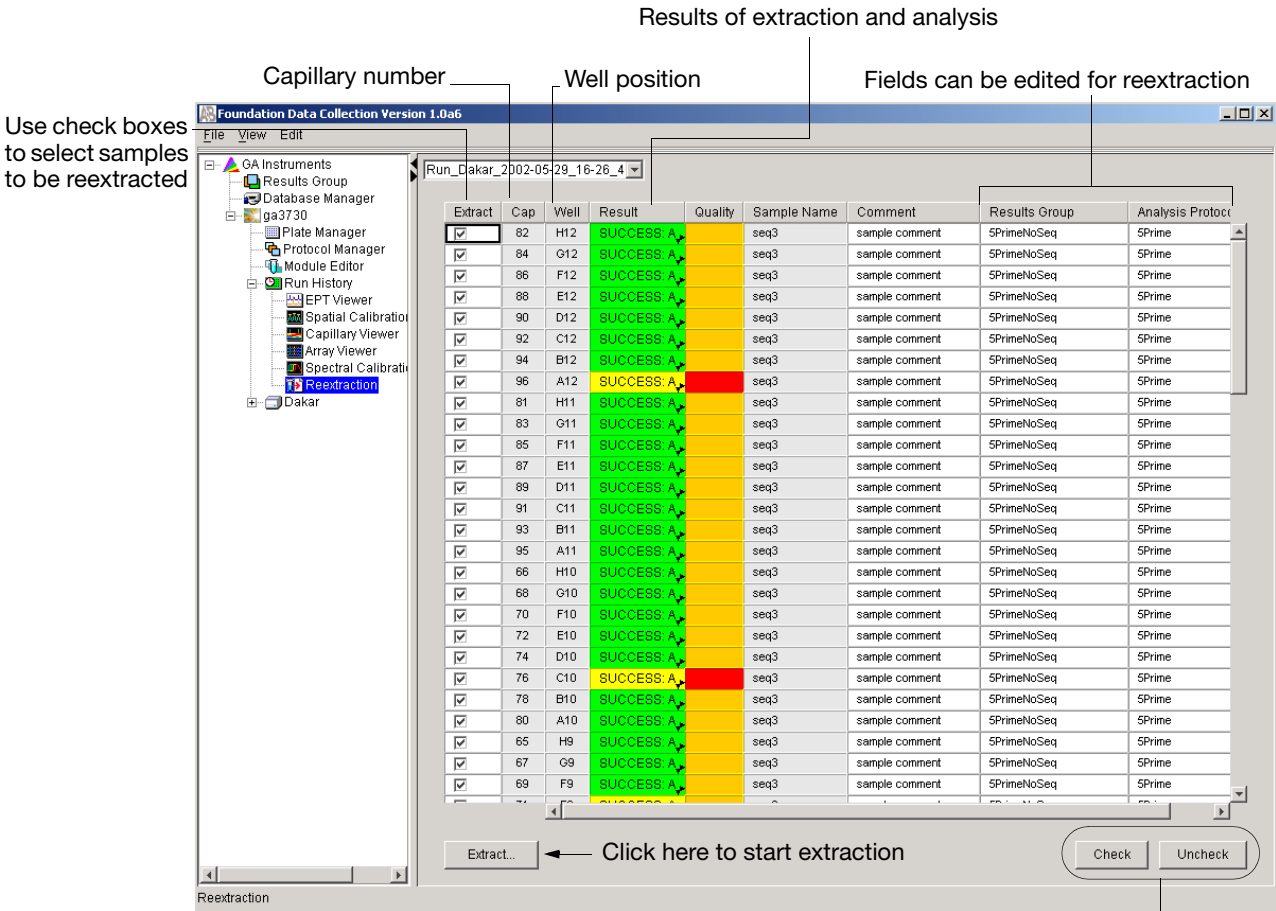 Results of extraction and analysis
Capillary number
Well position
Fields can be edited for reextraction
Use check boxes
to select samples
to be reextracted
Foundation Data Collection Version 1.0a6
File View Edit
GA Instruments
Results Group
Database Manager
ga3730
Plate Manager
Protocol Manager
Module Editor
Run History
EPT Viewer
Spatial Calibration
Capillary Viewer
Array Viewer
Spectral Calibrati
Reextraction
Dakar
Run_Dakar_2002-05-29_16-26_4
Extract Cap Well Result Quality Sample Name Comment Results Group Analysis Protoco
82 H12 SUCCESS: A seq3 sample comment 5PrimeNoSeq 5Prime
84 G12 SUCCESS: A seq3 sample comment 5PrimeNoSeq 5Prime
86 F12 SUCCESS: A seq3 sample comment 5PrimeNoSeq 5Prime
88 E12 SUCCESS: A seq3 sample comment 5PrimeNoSeq 5Prime
90 D12 SUCCESS: A seq3 sample comment 5PrimeNoSeq 5Prime
92 C12 SUCCESS: A seq3 sample comment 5PrimeNoSeq 5Prime
94 B12 SUCCESS: A seq3 sample comment 5PrimeNoSeq 5Prime
96 A12 SUCCESS: A seq3 sample comment 5PrimeNoSeq 5Prime
81 H11 SUCCESS: A seq3 sample comment 5PrimeNoSeq 5Prime
83 G11 SUCCESS: A seq3 sample comment 5PrimeNoSeq 5Prime
85 F11 SUCCESS: A seq3 sample comment 5PrimeNoSeq 5Prime
87 E11 SUCCESS: A seq3 sample comment 5PrimeNoSeq 5Prime
89 D11 SUCCESS: A seq3 sample comment 5PrimeNoSeq 5Prime
91 C11 SUCCESS: A seq3 sample comment 5PrimeNoSeq 5Prime
93 B11 SUCCESS: A seq3 sample comment 5PrimeNoSeq 5Prime
95 A11 SUCCESS: A seq3 sample comment 5PrimeNoSeq 5Prime
66 H10 SUCCESS: A seq3 sample comment 5PrimeNoSeq 5Prime
68 G10 SUCCESS: A seq3 sample comment 5PrimeNoSeq 5Prime
70 F10 SUCCESS: A seq3 sample comment 5PrimeNoSeq 5Prime
72 E10 SUCCESS: A seq3 sample comment 5PrimeNoSeq 5Prime
74 D10 SUCCESS: A seq3 sample comment 5PrimeNoSeq 5Prime
76 C10 SUCCESS: A seq3 sample comment 5PrimeNoSeq 5Prime
78 B10 SUCCESS: A seq3 sample comment 5PrimeNoSeq 5Prime
80 A10 SUCCESS: A seq3 sample comment 5PrimeNoSeq 5Prime
65 H9 SUCCESS: A seq3 sample comment 5PrimeNoSeq 5Prime
67 G9 SUCCESS: A seq3 sample comment 5PrimeNoSeq 5Prime
69 F9 SUCCESS: A seq3 sample comment 5PrimeNoSeq 5Prime
Extract...
Click here to start extraction
Check Uncheck
Reextraction